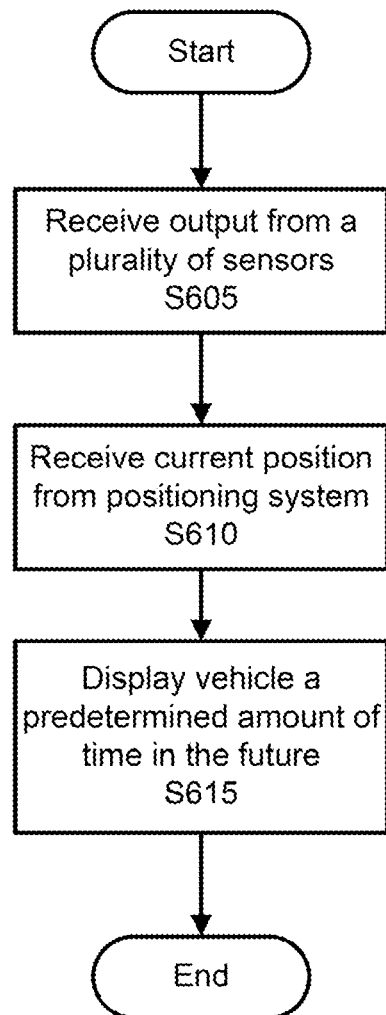 Start
Receive output from a
plurality of sensors
S605
Receive current position
from positioning system
S610
Display vehicle a
predetermined amount of
time in the future
S615
End